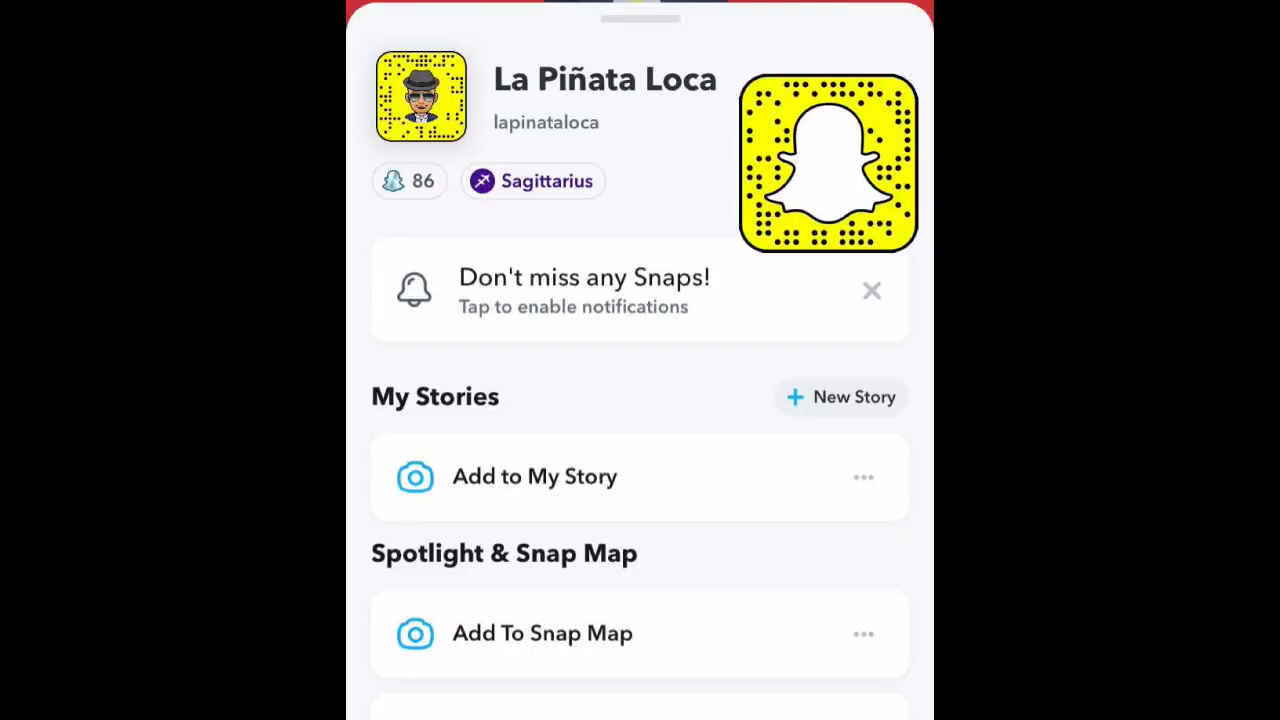 La Piñata Loca
lapinataloca
86
Sagittarius
Don't miss any Snaps!
Tap to enable notifications
My Stories
New Story
Add to My Story
Spotlight & Snap Map
Add To Snap Map